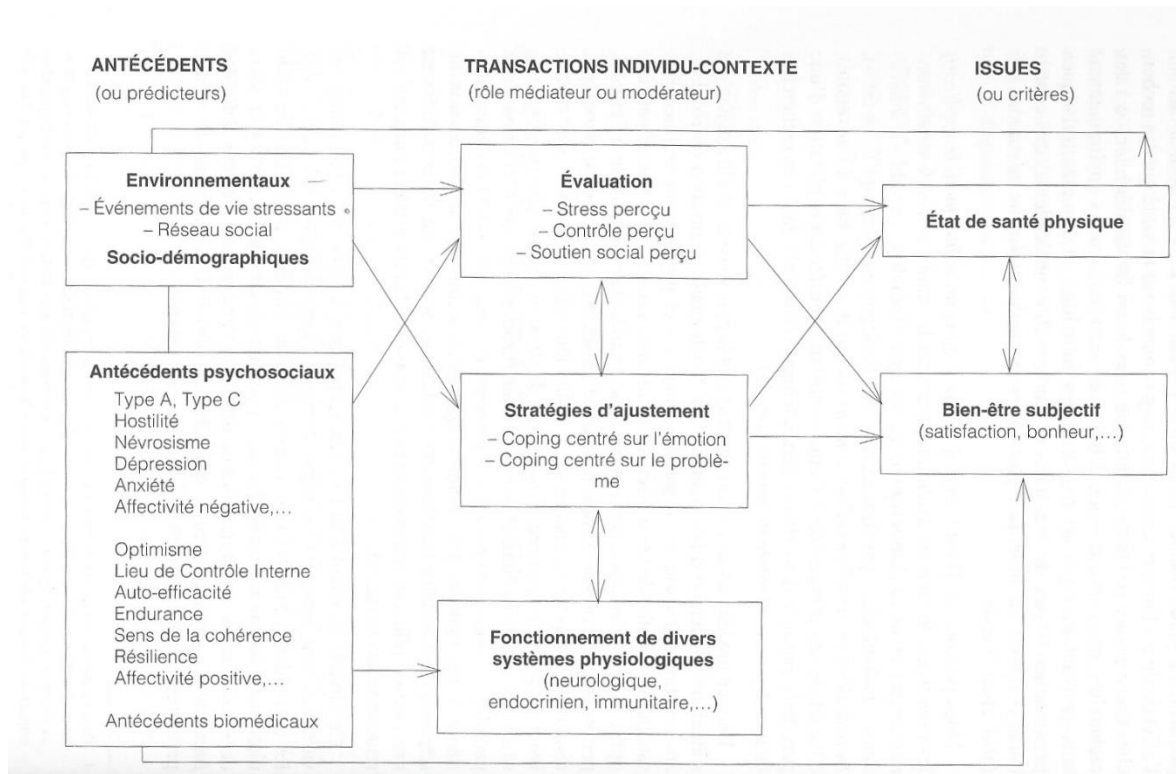 ANTÉCÉDENTS
(ou prédicteurs)
TRANSACTIONS INDIVIDU-CONTEXTE
(rôle médiateur ou modérateur)
ISSUES
(ou critères)
Environnementaux
– Événements de vie stressants
– Réseau social
Socio-démographiques
Évaluation
– Stress percçu
– Contrôle perçu
– Soutien social perçu
État de santé physique
Antécédents psychosociaux
Type A, Type C
Hostilité
Névrosisme
Dépression
Anxiété
Affectivité négative,...
Optimisme
Lieu de Contrôle Interne
Auto-efficacité
Endurance
Sens de la cohérence
Résilience
Affectivité positive,...
Antécédents biomédicaux
Stratégies d'ajustement
– Coping centré sur l'émotion
– Coping centré sur le problè-
me
Bien-être subjectif
(satisfaction, bonheur,...)
Fonctionnement de divers
systèmes physiologiques
(neurologique,
endocrinien, immunitaire,...)